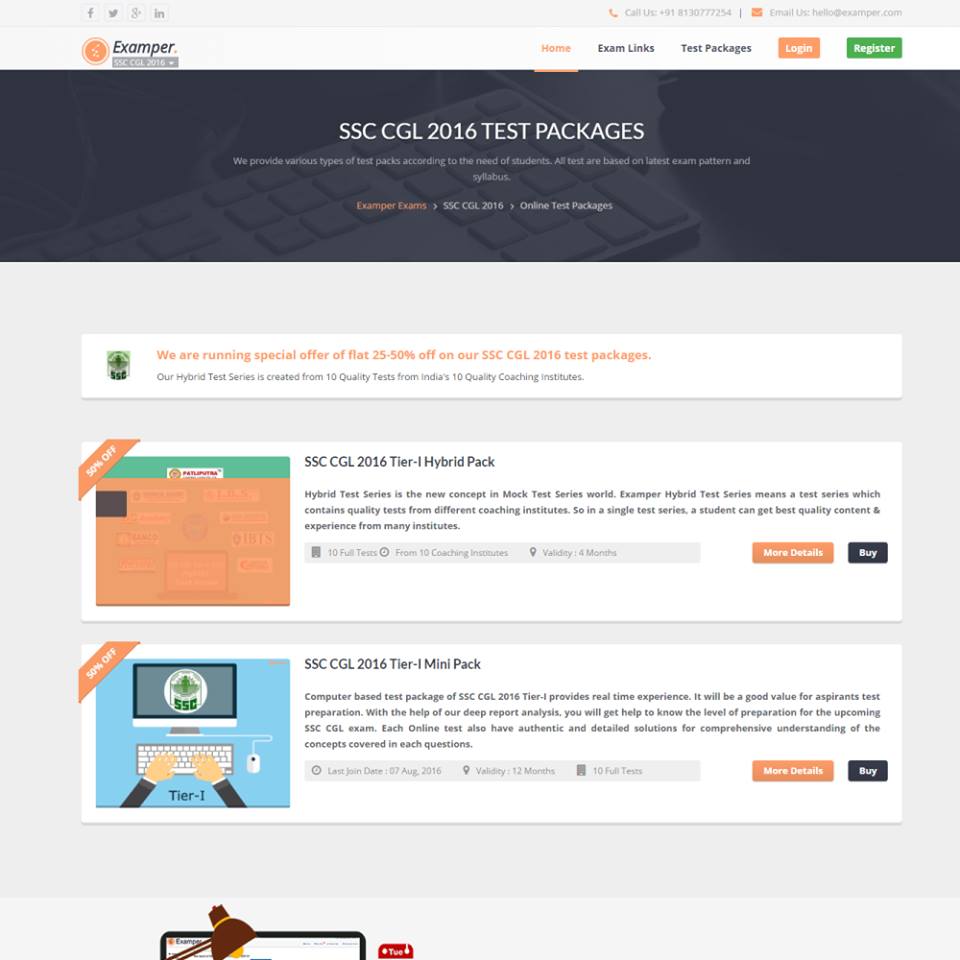 Call Us: +91 8130777254 | Email Us: hello@examper.com
Examper.
SSC CGL 2016
Home Exam Links Test Packages Login Register
SSC CGL 2016 TEST PACKAGES
We provide various types of test packs according to the need of students. All test are based on latest exam pattern and
syllabus.
Examper Exams > SSC CGL 2016 > Online Test Packages
SSC
We are running special offer of flat 25-50% off on our SSC CGL 2016 test packages.
Our Hybrid Test Series is created from 10 Quality Tests from India's 10 Quality Coaching Institutes.
50% OFF
PATLIPUTRA
IBTS
SSC CGL 2016 Tier-I Hybrid Pack
Hybrid Test Series is the new concept in Mock Test Series world. Examper Hybrid Test Series means a test series which
contains quality tests from different coaching institutes. So in a single test series, a student can get best quality content &
experience from many institutes.
10 Full Tests From 10 Coaching Institutes Validity : 4 Months
More Details Buy
50% OFF
SSC
Tier-I
SSC CGL 2016 Tier-I Mini Pack
Computer based test package of SSC CGL 2016 Tier-I provides real time experience. It will be a good value for aspirants test
preparation. With the help of our deep report analysis, you will get help to know the level of preparation for the upcoming
SSC CGL exam. Each Online test also have authentic and detailed solutions for comprehensive understanding of the
concepts covered in each questions.
Last Join Date : 07 Aug, 2016 Validity : 12 Months 10 Full Tests
More Details Buy
Examper
Tue